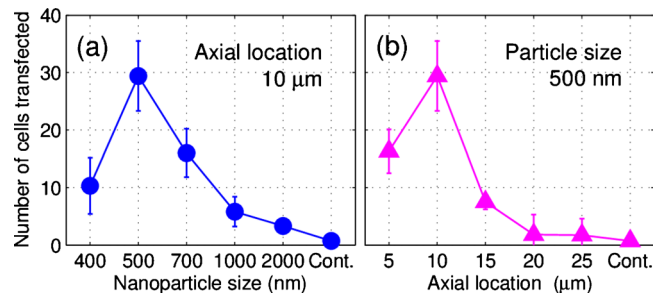 Number of cells transfected
40
30
20
10
0
(a)
Axial location
10 μm
400 500 700 1000 2000 Cont.
Nanoparticle size (nm)
(b)
Particle size
500 nm
5 10 15 20 25 Cont.
Axial location (μm)